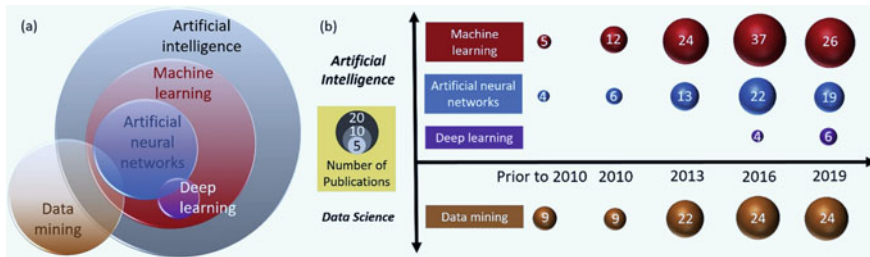 (a)
Artificial
intelligence
Machine
learning
Artificial
neural
networks
Deep
learning
Data
mining
(b)
Artificial
Intelligence
20
10
5
Number of
Publications
Data Science
Machine
learning
5
12
24
37
26
Artificial neural
networks
4
6
13
22
19
Deep learning
4
6
Prior to 2010
2010
2013
2016
2019
Data mining
9
9
22
24
24